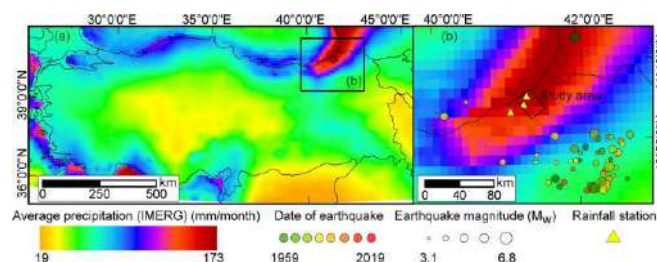 30°0'0"E 35°0'0"E 40°0'0"E 45°0'0"E 40°0'0"E 42°0'0"E
(a) (b)
(b)
Study area
39°0'0"N
36°0'0"N
0 250 500 km
0 40 80 km
Average precipitation (IMERG) (mm/month) Date of earthquake Earthquake magnitude (Mw) Rainfall station
19 173 1959 2019 3.1 6.8